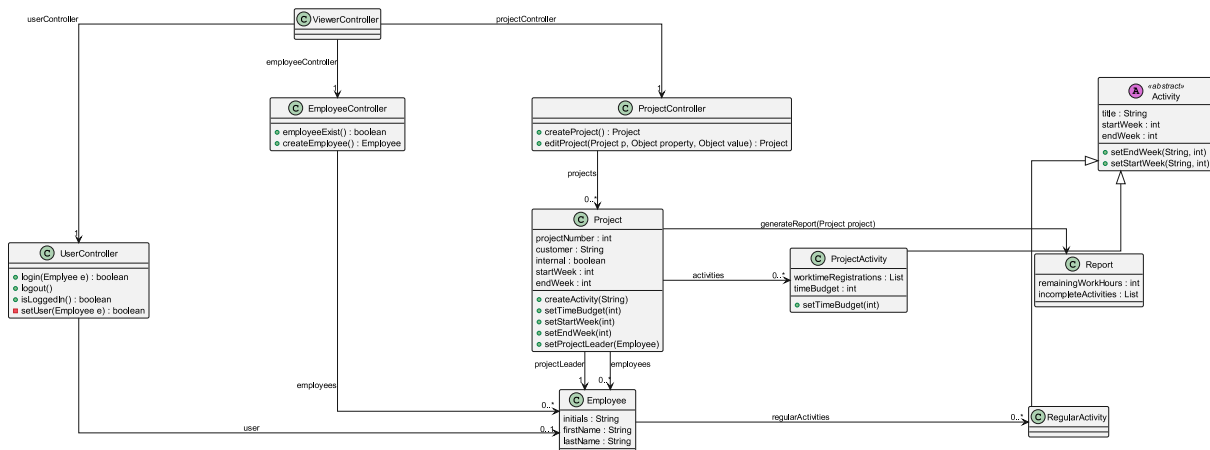 userController
C ViewerController
projectController
employeeController
1
1
1
C EmployeeController
employeeExist() : boolean
createEmployee() : Employee
C ProjectController
createProject() : Project
editProject(Project p, Object property, Object value) : Project
A «abstract»
Activity
title : String
startWeek : int
endWeek : int
setEndWeek(String, int)
setStartWeek(String, int)
projects
0..*
C Project
projectNumber : int
customer : String
internal : boolean
startWeek : int
endWeek : int
createActivity(String)
setTimeBudget(int)
setStartWeek(int)
setEndWeek(int)
setProjectLeader(Employee)
generateReport(Project project)
activities
0..*
C UserController
login(Emplyee e) : boolean
logout()
isLoggedIn() : boolean
setUser(Employee e) : boolean
C ProjectActivity
worktimeRegistrations : List
timeBudget : int
setTimeBudget(int)
C Report
remainingWorkHours : int
incompleteActivities : List
projectLeader
employees
1
0..*
employees
0..*
user
0..1
C Employee
initials : String
firstName : String
lastName : String
regularActivities
0..*
C RegularActivity